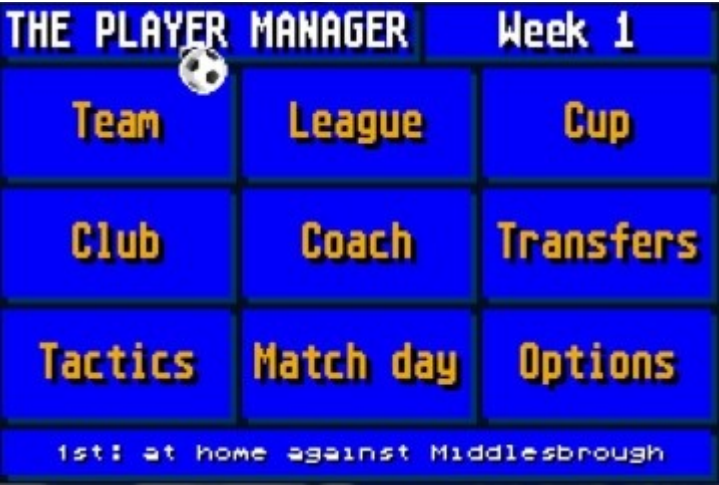 THE PLAYER MANAGER Week 1
Team League Cup
Club Coach Transfers
Tactics Match day Options
1st: at home against Middlesbrough